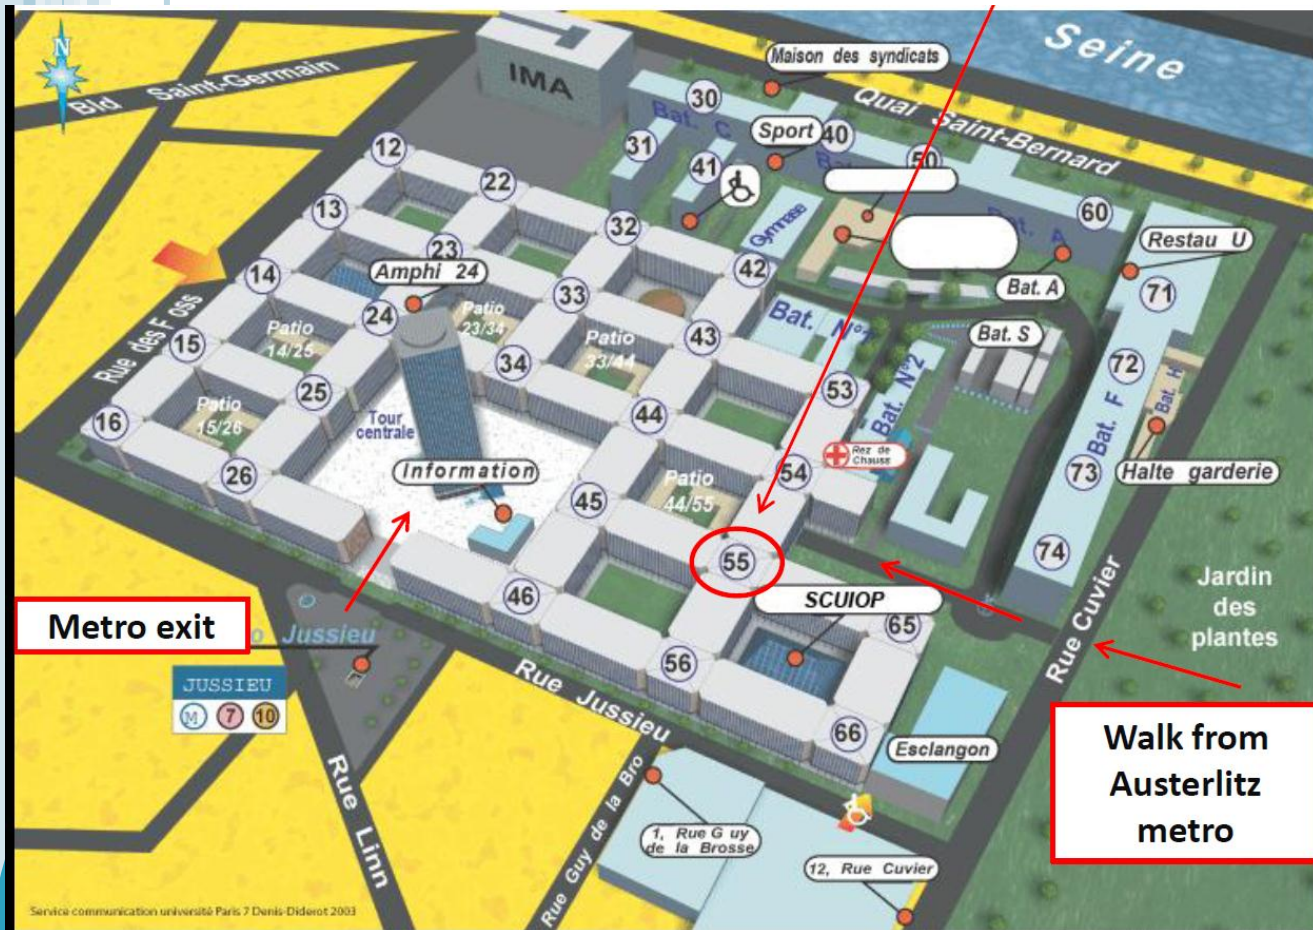 N
Bld Saint-Germain
IMA
Maison des syndicats
Seine
Quai Saint-Bernard
30
Bat. C
Sport
40
50
60
31
41
Gymnase
Bat. A
Restau U
Bat. A
71
12
22
32
42
13
23
33
43
53
Amphi 24
14
24
34
44
54
Patio
14/25
Patio
23/34
Patio
33/44
Bat. N°1
Bat. N°2
Bat. S
72
Bat. F
Bat. H
Rue des Foss
15
25
Patio
15/26
Tour
centrale
16
26
Information
45
Patio
44/55
Rez de
Chauss
73
Halte garderie
55
74
Jardin
des
plantes
46
SCUIOP
65
Rue Cuvier
Metro exit
o Jussieu
JUSSIEU
M 7 10
56
Rue Jussieu
66
Esclangon
Walk from
Austerlitz
metro
Rue Linn
Rue Guy de la Bro
1, Rue G uy
de la Brosse
12, Rue Cuvier
Service communication université Paris 7 Denis-Diderot 2003